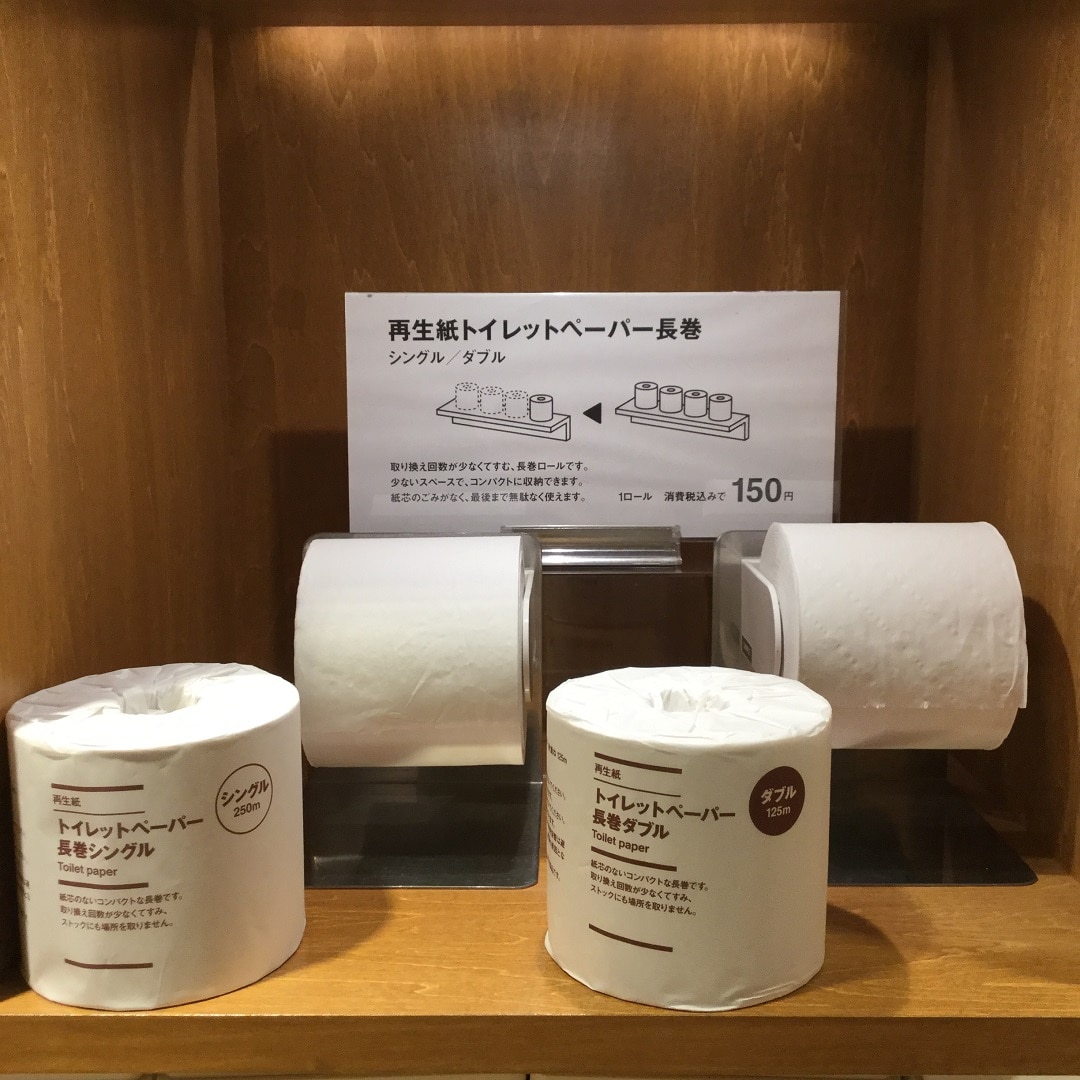 再生紙トイレットペーパー長巻
シングル／ダブル
取り換え回数が少なくてすむ、長巻ロールです。
少ないスペースで、コンパクトに収納できます。
紙芯のごみがなく、最後まで無駄なく使えます。
1ロール 消費税込みで 150円
再生紙
トイレットペーパー
長巻シングル
Toilet paper
紙芯のないコンパクトな長巻です。
取り換え回数が少なくてすみ、
ストックにも場所を取りません。
シングル
250m
再生紙
トイレットペーパー
長巻ダブル
Toilet paper
紙芯のないコンパクトな長巻です。
取り換え回数が少なくてすみ、
ストックにも場所を取りません。
ダブル
125m